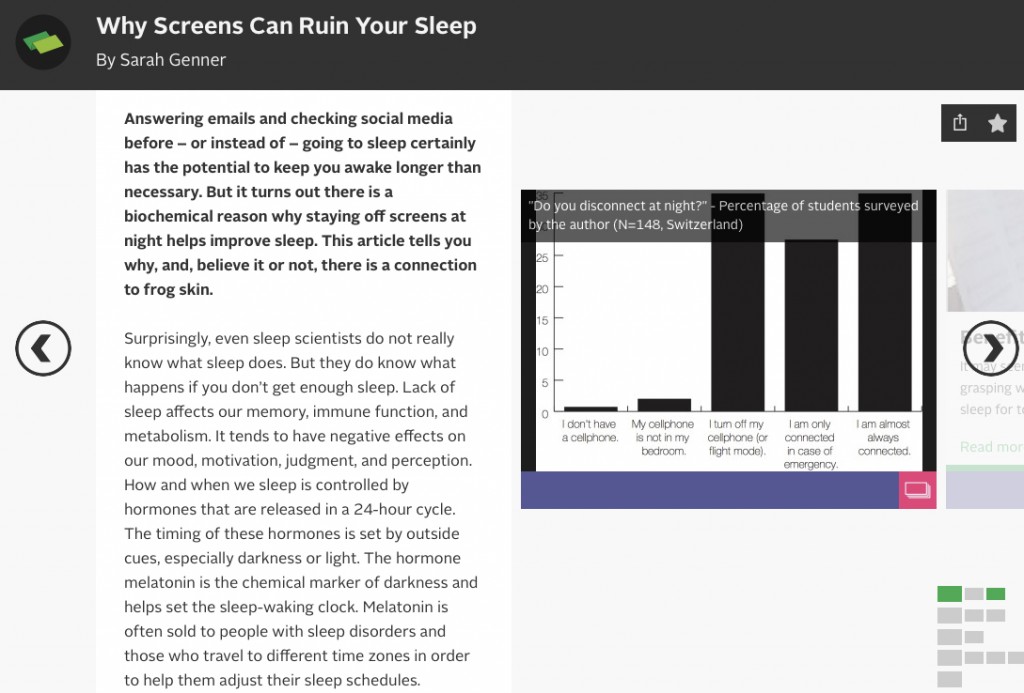 Why Screens Can Ruin Your Sleep
By Sarah Genner
Answering emails and checking social media
before – or instead of – going to sleep certainly
has the potential to keep you awake longer than
necessary. But it turns out there is a
biochemical reason why staying off screens at
night helps improve sleep. This article tells you
why, and, believe it or not, there is a connection
to frog skin.
Surprisingly, even sleep scientists do not really
know what sleep does. But they do know what
happens if you don't get enough sleep. Lack of
sleep affects our memory, immune function, and
metabolism. It tends to have negative effects on
our mood, motivation, judgment, and perception.
How and when we sleep is controlled by
hormones that are released in a 24-hour cycle.
The timing of these hormones is set by outside
cues, especially darkness or light. The hormone
melatonin is the chemical marker of darkness and
helps set the sleep-waking clock. Melatonin is
often sold to people with sleep disorders and
those who travel to different time zones in order
to help them adjust their sleep schedules.
35
"Do you disconnect at night?" - Percentage of students surveyed
by the author (N=148, Switzerland)
25
20
15
10
5
0
I don't have
a cellphone.
My cellphone
is not in my
bedroom.
I turn off my
cellphone (or
flight mode).
I am only
connected
in case of
emergency.
I am almost
always
connected.
It may
grasping
sleep for
Read